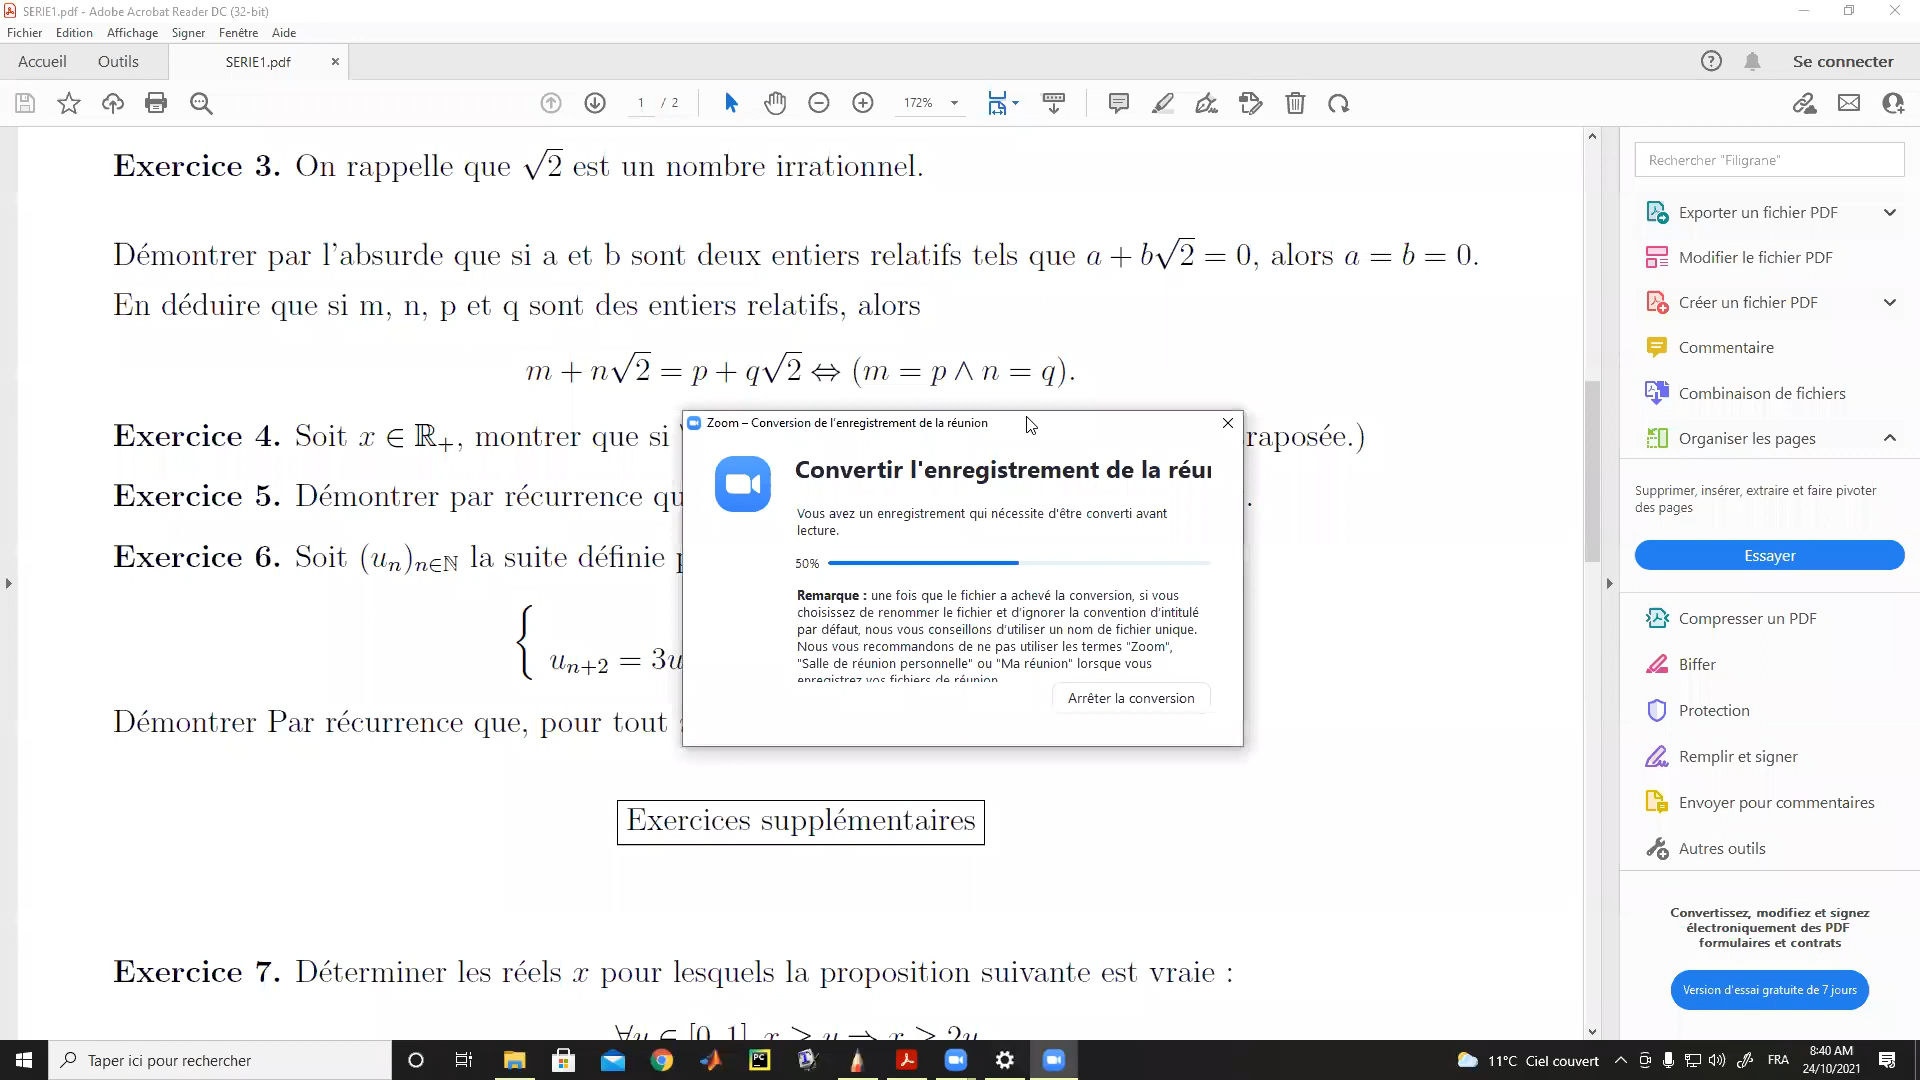 SERIE1.pdf - Adobe Acrobat Reader DC (32-bit)
Fichier Edition Affichage Signer Fenêtre Aide
Accueil Outils SERIE1.pdf × Se connecter
1 / 2 172%
Exercice 3. On rappelle que √2 est un nombre irrationnel.
Démontrer par l'absurde que si a et b sont deux entiers relatifs tels que a + b√2 = 0, alors a = b = 0.
En déduire que si m, n, p et q sont des entiers relatifs, alors
m + n√2 = p + q√2 ⇔ (m = p ∧ n = q).
Exercice 4. Soit x ∈ ℝ+, montrer que si
raposée.)
Exercice 5. Démontrer par récurrence qu
Exercice 6. Soit (un)n∈ℕ la suite définie p
un+2 = 3u
Démontrer Par récurrence que, pour tout
Exercices supplémentaires
Exercice 7. Déterminer les réels x pour lesquels la proposition suivante est vraie :
∀y ∈ [0, 1], x ≥ y ⇒ x ≥ 2y
Zoom – Conversion de l'enregistrement de la réunion
Convertir l'enregistrement de la réu
Vous avez un enregistrement qui nécessite d'être converti avant
lecture.
50%
Remarque : une fois que le fichier a achevé la conversion, si vous
choisissez de renommer le fichier et d'ignorer la convention d'intitulé
par défaut, nous vous conseillons d'utiliser un nom de fichier unique.
Nous vous recommandons de ne pas utiliser les termes "Zoom",
"Salle de réunion personnelle" ou "Ma réunion" lorsque vous
enregistrez vos fichiers de réunion.
Arrêter la conversion
Rechercher "Filigrane"
Exporter un fichier PDF
Modifier le fichier PDF
Créer un fichier PDF
Commentaire
Combinaison de fichiers
Organiser les pages
Supprimer, insérer, extraire et faire pivoter
des pages
Essayer
Compresser un PDF
Biffer
Protection
Remplir et signer
Envoyer pour commentaires
Autres outils
Convertissez, modifiez et signez
électroniquement des PDF
formulaires et contrats
Version d'essai gratuite de 7 jours
Taper ici pour rechercher
PC
11°C Ciel couvert FRA
8:40 AM
24/10/2021